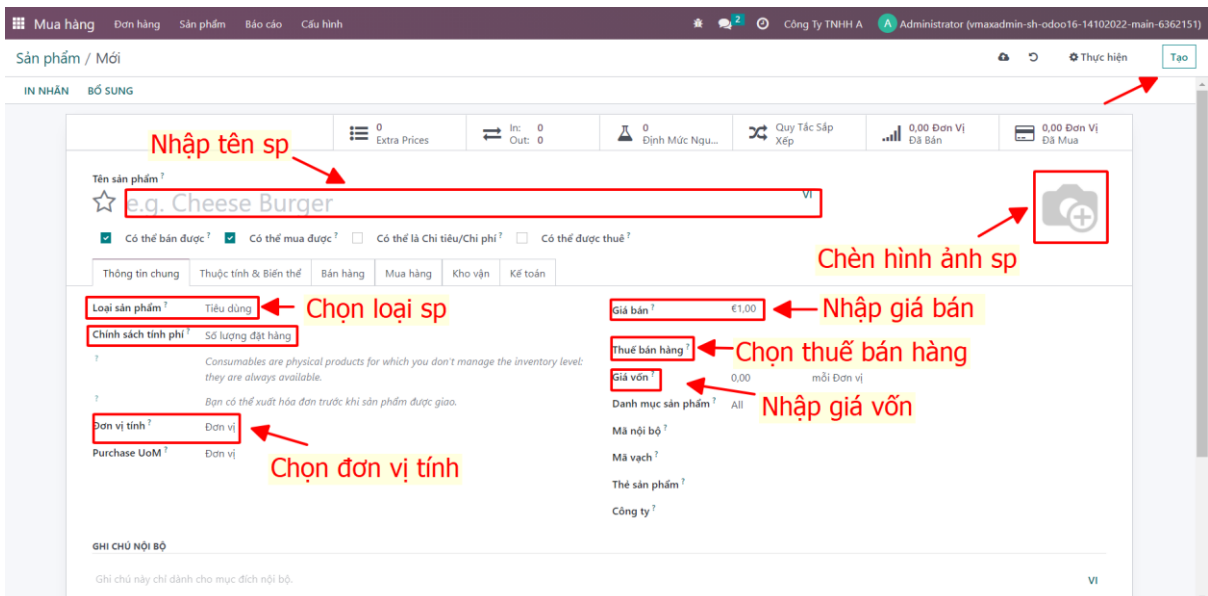 Mua hàng Đơn hàng Sản phẩm Báo cáo Cấu hình 2 Công Ty TNHH A A Administrator (vmaxadmin-sh-odoo16-14102022-main-6362151)
Sản phẩm / Mới Thực hiện Tạo
IN NHÃN BỔ SUNG
0 Extra Prices
In: 0
Out: 0
0 Định Mức Ngu...
Quy Tắc Sắp Xếp
0,00 Đơn Vị Đã Bán
0,00 Đơn Vị Đã Mua
Nhập tên sp
Tên sản phẩm ?
e.g. Cheese Burger VI
Chèn hình ảnh sp
Có thể bán được ? Có thể mua được ? Có thể là Chi tiêu/Chi phí ? Có thể được thuê ?
Thông tin chung Thuộc tính & Biến thể Bán hàng Mua hàng Kho vận Kế toán
Loại sản phẩm ? Tiêu dùng Chọn loại sp
Chính sách tính phí ? Số lượng đặt hàng
? Consumables are physical products for which you don't manage the inventory level:
they are always available.
? Bạn có thể xuất hóa đơn trước khi sản phẩm được giao.
Đơn vị tính ? Đơn vị
Purchase UoM ? Đơn vị
Chọn đơn vị tính
Giá bán ? €1,00 Nhập giá bán
Thuế bán hàng ? Chọn thuế bán hàng
Giá vốn ? 0,00 mỗi Đơn vị
Danh mục sản phẩm ? All Nhập giá vốn
Mã nội bộ ?
Mã vạch ?
Thẻ sản phẩm ?
Công ty ?
GHI CHÚ NỘI BỘ
Ghi chú này chỉ dành cho mục đích nội bộ. VI